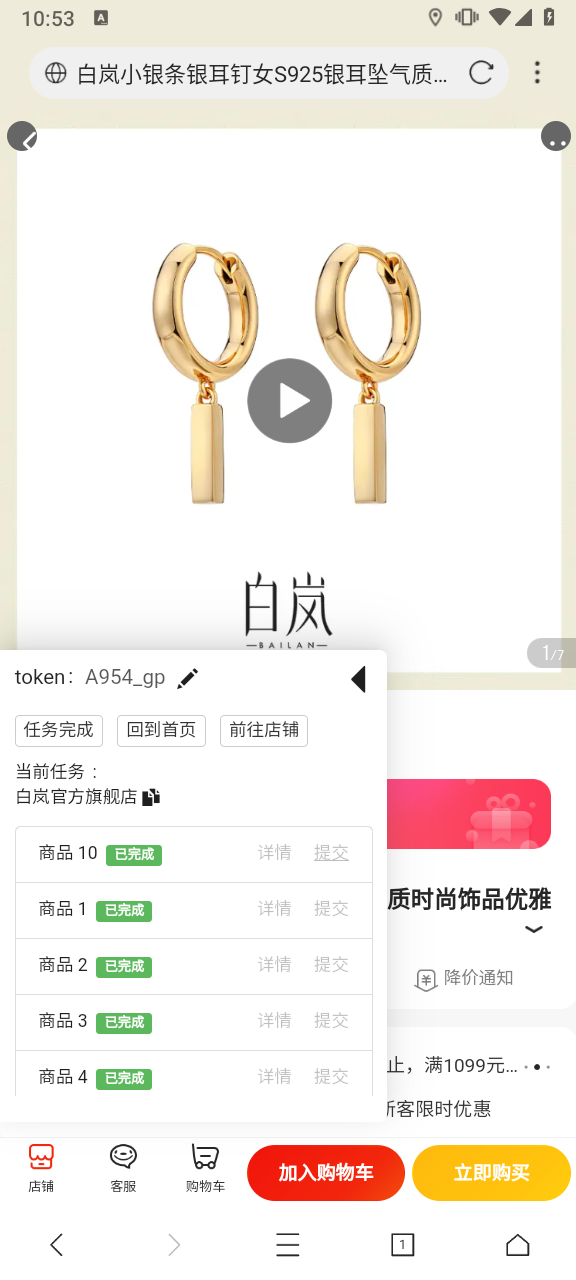 10:53
A
白岚小银条银耳钉女S925银耳坠气质...
白岚
BAILAN
1/7
token: A954_gp
任务完成 回到首页 前往店铺
当前任务：
白岚官方旗舰店
商品 10 已完成 详情 提交
商品 1 已完成 详情 提交
商品 2 已完成 详情 提交
商品 3 已完成 详情 提交
商品 4 已完成 详情 提交
质时尚饰品优雅
降价通知
止，满1099元...
新客限时优惠
店铺 客服 购物车 加入购物车 立即购买
1